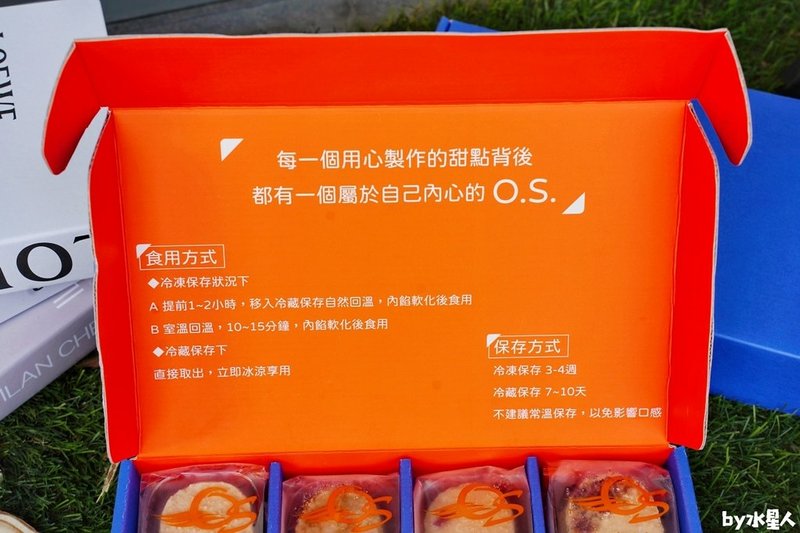 LOEWE
每一個用心製作的甜點背後
都有一個屬於自己內心的 O.S.
食用方式
◆冷凍保存狀況下
A 提前1~2小時，移入冷藏保存自然回溫，內餡軟化後食用
B 室溫回溫，10~15分鐘，內餡軟化後食用
◆冷藏保存下
直接取出，立即冰涼享用
保存方式
冷凍保存 3-4週
冷藏保存 7~10天
不建議常溫保存，以免影響口感
by水星人